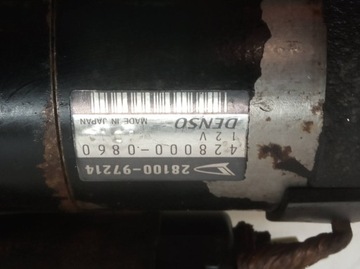 28100-97214
428000-0860
12V
DENSO MADE IN JAPAN